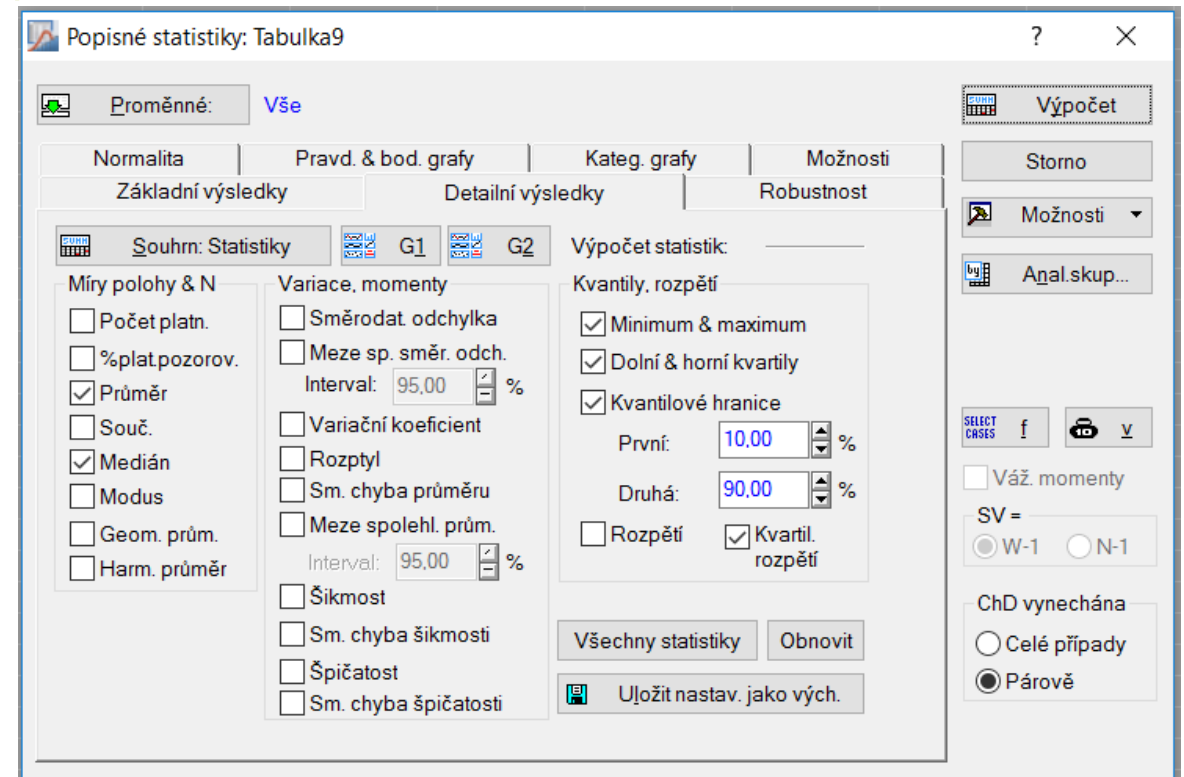 Popisné statistiky: Tabulka9
?
Proměnné: Vše
Výpočet
Normalita Pravd. & bod. grafy Kateg. grafy Možnosti
Storno
Základní výsledky Detailní výsledky Robustnost
Možnosti
SUMM Souhrn: Statistiky G1 G2 Výpočet statistik:
Anal.skup...
Míry polohy & N
Počet platn.
%plat.pozorov.
Průměr
Souč.
Medián
Modus
Geom. prům.
Harm. průměr
Variace, momenty
Směrodat. odchylka
Meze sp. směr. odch.
Interval: 95,00 %
Variační koeficient
Rozptyl
Sm. chyba průměru
Meze spolehl. prům.
Interval: 95,00 %
Šikmost
Sm. chyba šikmosti
Špičatost
Sm. chyba špičatosti
Kvantily, rozpětí
Minimum & maximum
Dolní & horní kvartily
Kvantilové hranice
První: 10,00 %
Druhá: 90,00 %
Rozpětí Kvartil.
rozpětí
Všechny statistiky Obnovit
Uložit nastav. jako vých.
SELECT
CASES f v
Váž. momenty
SV =
W-1 N-1
ChD vynechána
Celé případy
Párově